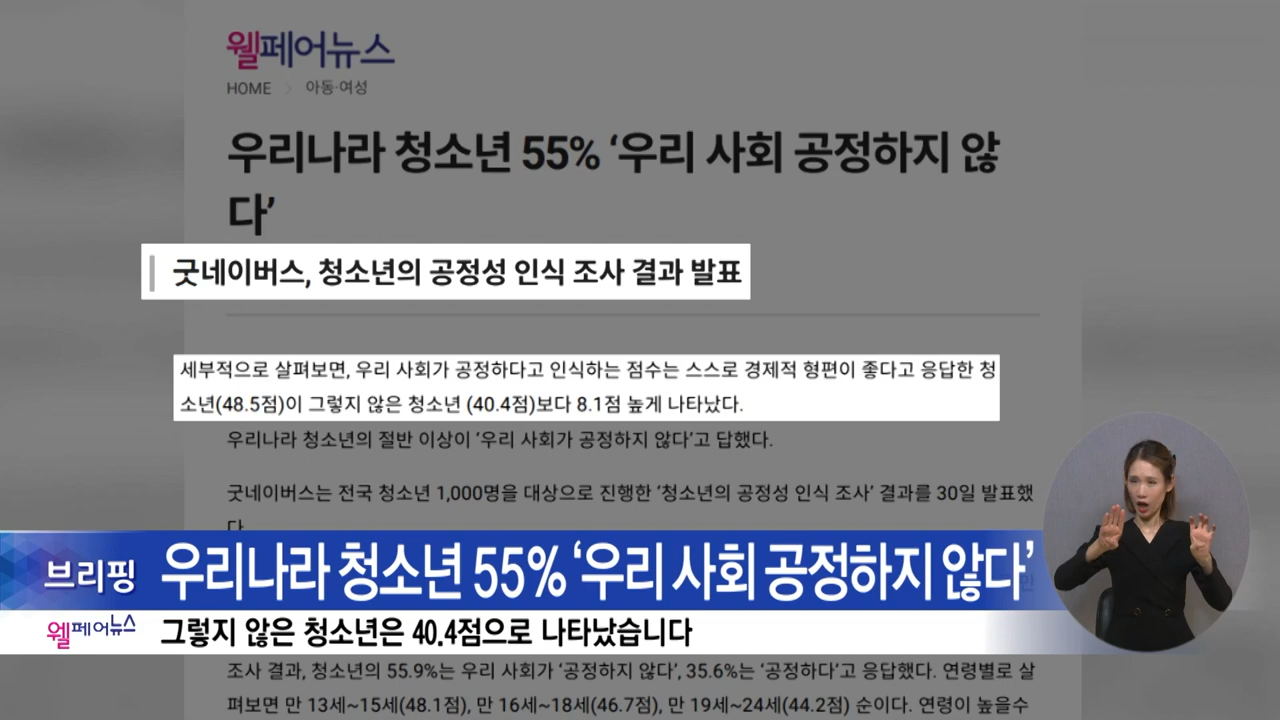 웰페어뉴스
HOME > 아동·여성
우리나라 청소년 55% ‘우리 사회 공정하지 않
다’
굿네이버스, 청소년의 공정성 인식 조사 결과 발표
세부적으로 살펴보면, 우리 사회가 공정하다고 인식하는 점수는 스스로 경제적 형편이 좋다고 응답한 청
소년(48.5점)이 그렇지 않은 청소년 (40.4점)보다 8.1점 높게 나타났다.
우리나라 청소년의 절반 이상이 ‘우리 사회가 공정하지 않다’고 답했다.
굿네이버스는 전국 청소년 1,000명을 대상으로 진행한 ‘청소년의 공정성 인식 조사’ 결과를 30일 발표했
다.
브리핑 우리나라 청소년 55% ‘우리 사회 공정하지 않다’
웰페어뉴스 그렇지 않은 청소년은 40.4점으로 나타났습니다
조사 결과, 청소년의 55.9%는 우리 사회가 ‘공정하지 않다’, 35.6%는 ‘공정하다’고 응답했다. 연령별로 살
펴보면 만 13세~15세(48.1점), 만 16세~18세(46.7점), 만 19세~24세(44.2점) 순이다. 연령이 높을수